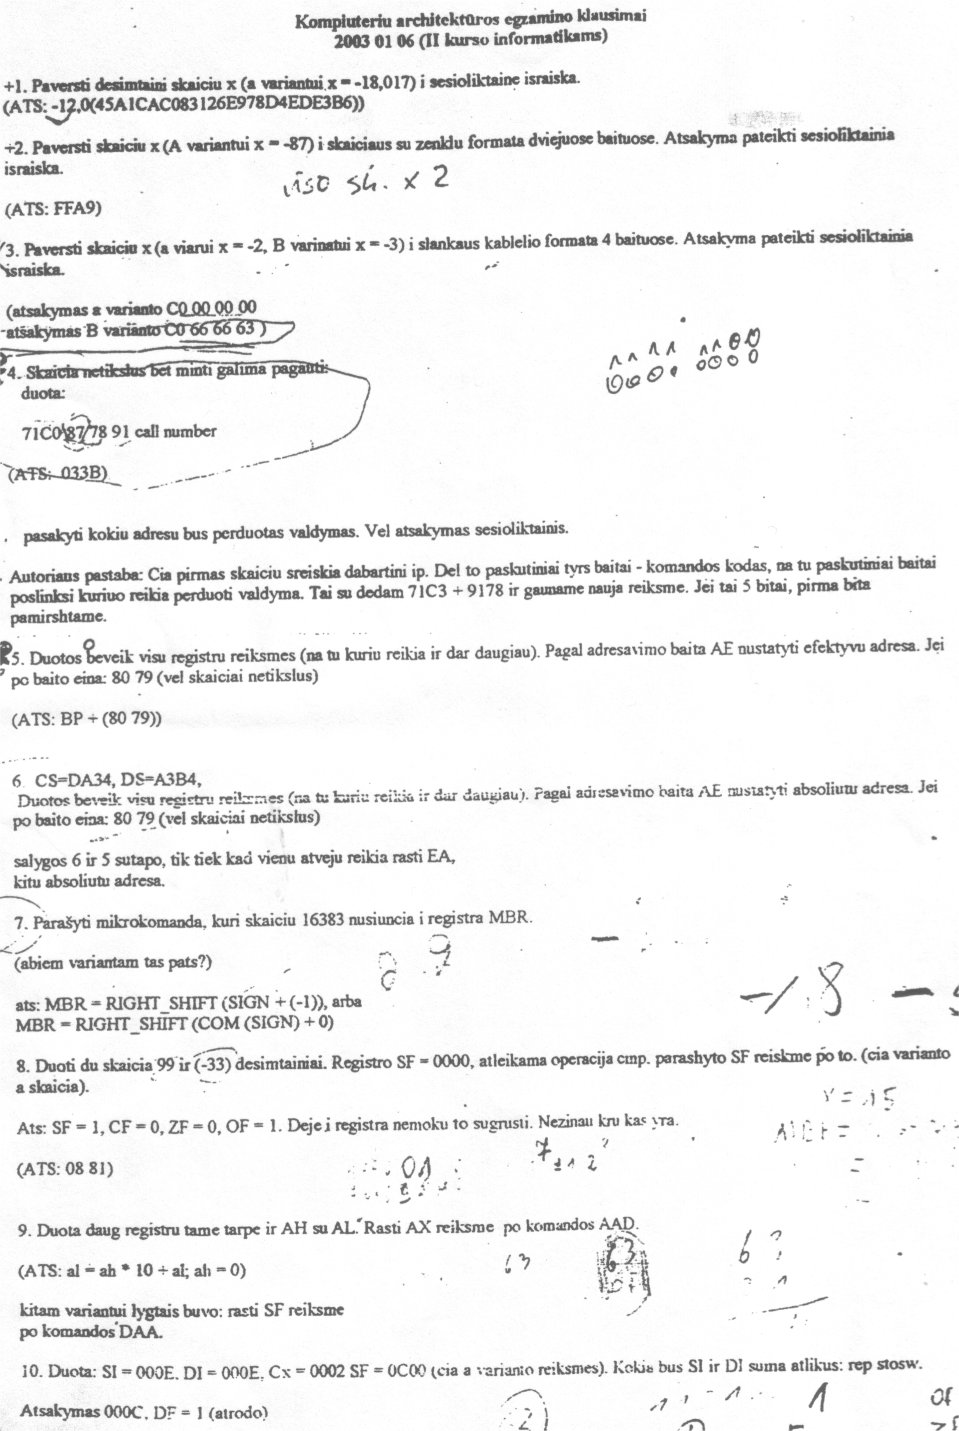 Kompiuteriu architektūros egzamino klausimai
2003 01 06 (II kurso informatikams)
+1. Paversti desimtaini skaiciu x (a variantui x = -18,017) i sesioliktaine israiska.
(ATS: -12,0(45A1CAC083126E978D4EDE3B6))
+2. Paversti skaiciu x (A variantui x = -87) i skaiciaus su zenklu formata dviejuose baituose. Atsakyma pateikti sesioliktainia
israiska.
viso sk. x 2
(ATS: FFA9)
3. Paversti skaiciu x (a viarui x = -2, B varinatui x = -3) i slankaus kablelio formata 4 baituose. Atsakyma pateikti sesioliktainia
israiska.
(atsakymas a varianto C0 00 00 00
atsakymas B varianto C0 66 66 63 )
4. Skaiciai netikslus bet minti galima pagauti:
duota:
71C0 87 78 91 call number
(ATS: 033B)
pasakyti kokiu adresu bus perduotas valdymas. Vel atsakymas sesioliktainis.
Autoriaus pastaba: Cia pirmas skaiciu sreiskia dabartini ip. Del to paskutiniai tyrs baitai - komandos kodas, na tu paskutiniai baitai
poslinksi kuriuo reikia perduoti valdyma. Tai su dedam 71C3 + 9178 ir gauname nauja reiksme. Jei tai 5 bitai, pirma bita
pamirshtame.
5. Duotos beveik visu registru reiksmes (na tu kuriu reikia ir dar daugiau). Pagal adresavimo baita AE nustatyti efektyvu adresa. Jei
po baito eina: 80 79 (vel skaiciai netikslus)
(ATS: BP + (80 79))
6 CS=DA34, DS=A3B4,
Duotos beveik visu registru reiksmes (na tu kuriu reikia ir dar daugiau). Pagal adresavimo baita AE nustatyti absoliutu adresa. Jei
po baito eina: 80 79 (vel skaiciai netikslus)
salygos 6 ir 5 sutapo, tik tiek kad vienu atveju reikia rasti EA,
kitu absoliutu adresa.
7. Parašyti mikrokomanda, kuri skaiciu 16383 nusiuncia i registra MBR.
(abiem variantam tas pats?)
ats: MBR = RIGHT_SHIFT (SIGN + (-1)), arba
MBR = RIGHT_SHIFT (COM (SIGN) + 0)
8. Duoti du skaicia 99 ir (-33) desimtainiai. Registro SF = 0000, atleikama operacija cmp. parashyto SF reiskme po to. (cia varianto
a skaicia).
Ats: SF = 1, CF = 0, ZF = 0, OF = 1. Deje i registra nemoku to sugrusti. Nezinau kru kas yra.
(ATS: 08 81)
9. Duota daug registru tame tarpe ir AH su AL. Rasti AX reiksme po komandos AAD.
63
(ATS: al = ah * 10 + al; ah = 0)
kitam variantui lygtais buvo: rasti SF reiksme
po komandos DAA.
10. Duota: SI = 000E, DI = 000E, Cx = 0002 SF = 0C00 (cia a varianto reiksmes). Kokia bus SI ir DI suma atlikus: rep stosw.
Atsakymas 000C, DF = 1 (atrodo)